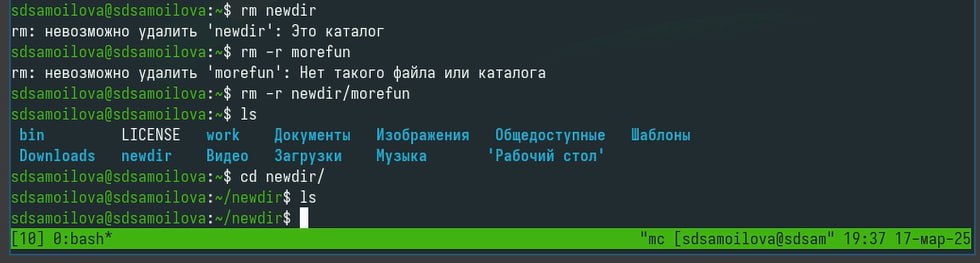 sdsamoilova@sdsamoilova:~$ rm newdir
rm: невозможно удалить 'newdir': Это каталог
sdsamoilova@sdsamoilova:~$ rm -r morefun
rm: невозможно удалить 'morefun': Нет такого файла или каталога
sdsamoilova@sdsamoilova:~$ rm -r newdir/morefun
sdsamoilova@sdsamoilova:~$ ls
bin LICENSE work Документы Изображения Общедоступные Шаблоны
Downloads newdir Видео Загрузки Музыка 'Рабочий стол'
sdsamoilova@sdsamoilova:~$ cd newdir/
sdsamoilova@sdsamoilova:~/newdir$ ls
sdsamoilova@sdsamoilova:~/newdir$
[10] 0:bash* "mc [sdsamoilova@sdsam" 19:37 17-мар-25